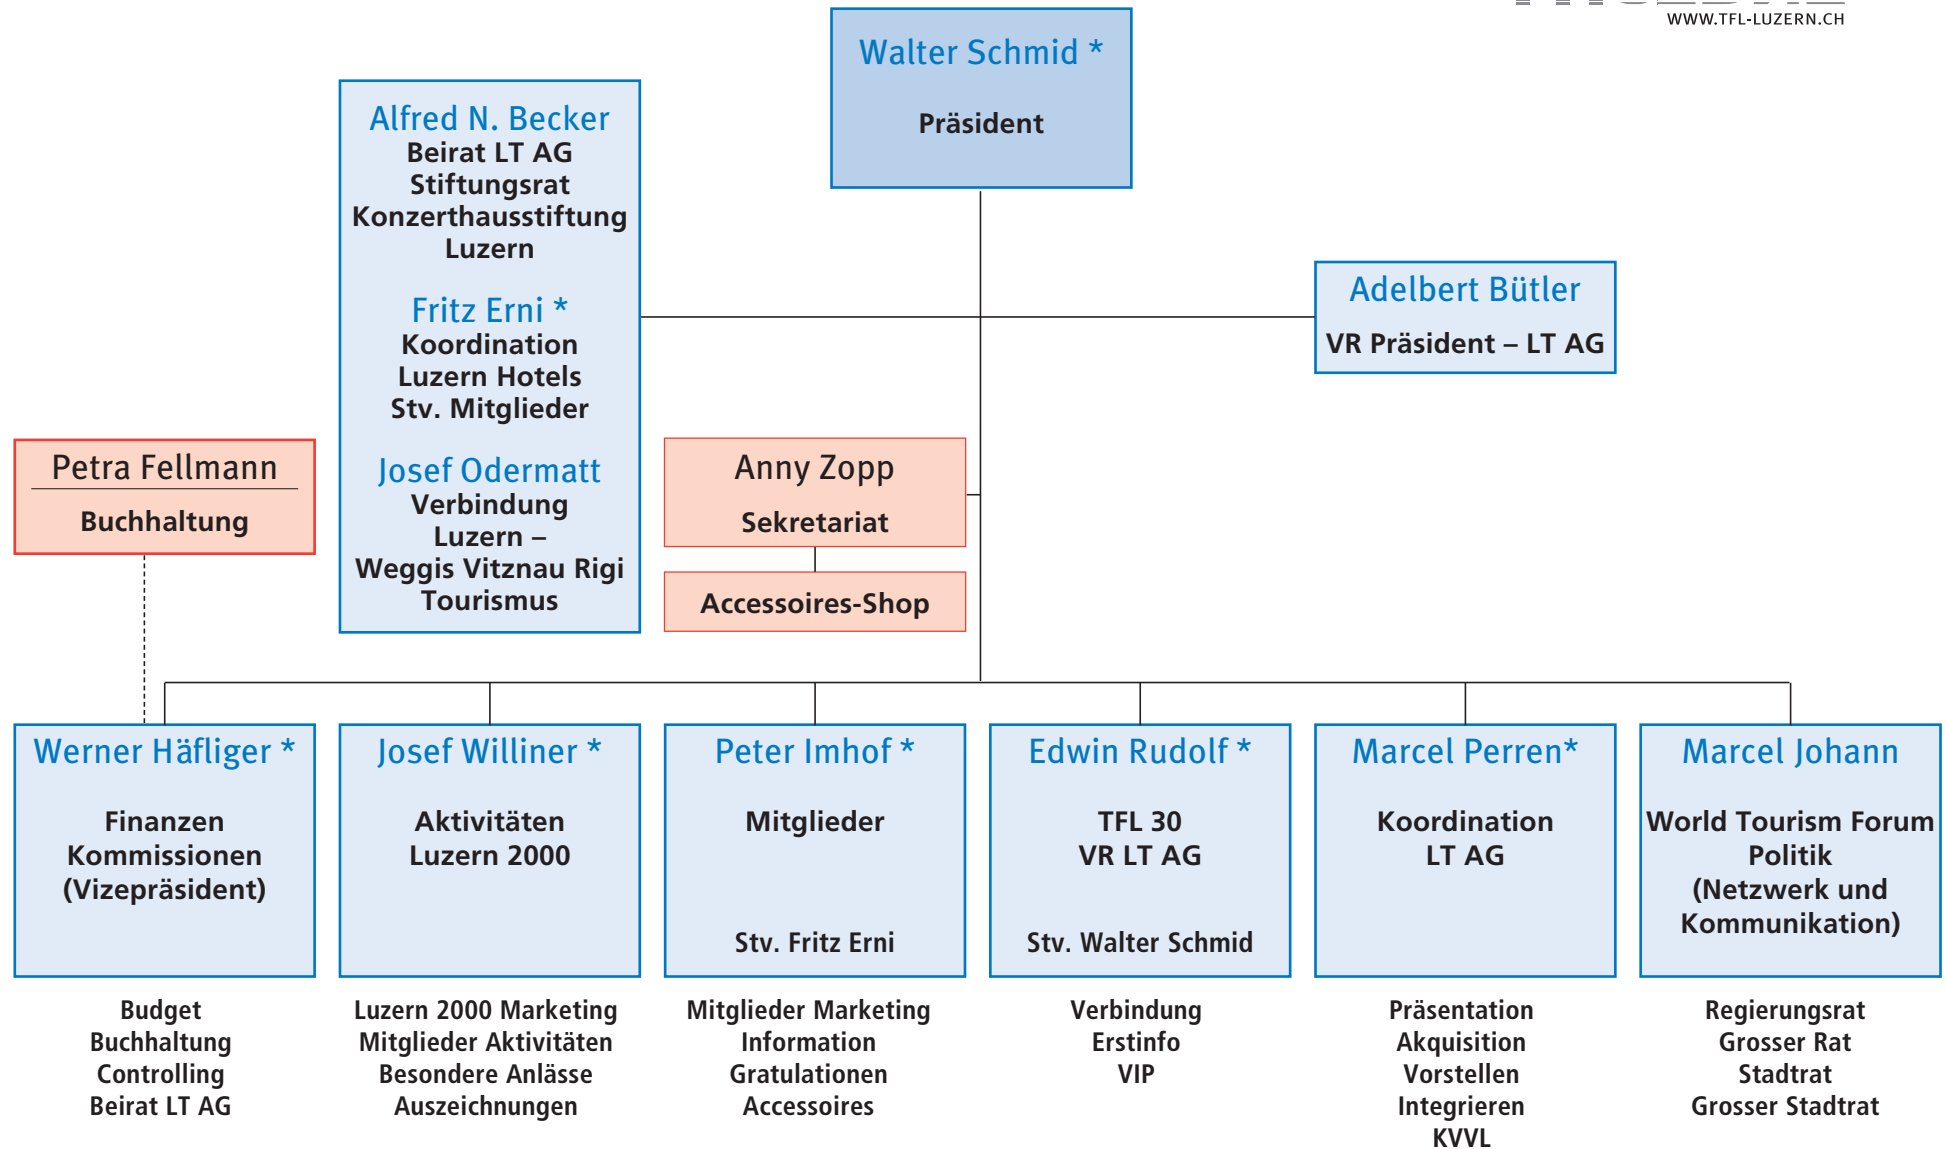 WWW.TFL-LUZERN.CH
Walter Schmid *
Präsident
Alfred N. Becker
Beirat LT AG
Stiftungsrat
Konzerthausstiftung
Luzern
Fritz Erni *
Koordination
Luzern Hotels
Stv. Mitglieder
Josef Odermatt
Verbindung
Luzern –
Weggis Vitznau Rigi
Tourismus
Adelbert Bütler
VR Präsident – LT AG
Petra Fellmann
Buchhaltung
Anny Zopp
Sekretariat
Accessoires-Shop
Werner Häfliger *
Finanzen
Kommissionen
(Vizepräsident)
Budget
Buchhaltung
Controlling
Beirat LT AG
Josef Williner *
Aktivitäten
Luzern 2000
Luzern 2000 Marketing
Mitglieder Aktivitäten
Besondere Anlässe
Auszeichnungen
Peter Imhof *
Mitglieder
Stv. Fritz Erni
Mitglieder Marketing
Information
Gratulationen
Accessoires
Edwin Rudolf *
TFL 30
VR LT AG
Stv. Walter Schmid
Verbindung
Erstinfo
VIP
Marcel Perren*
Koordination
LT AG
Präsentation
Akquisition
Vorstellen
Integrieren
KVVL
Marcel Johann
World Tourism Forum
Politik
(Netzwerk und
Kommunikation)
Regierungsrat
Grosser Rat
Stadtrat
Grosser Stadtrat